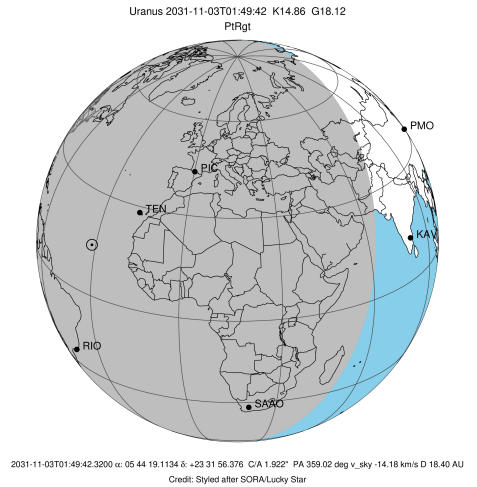 Uranus 2031-11-03T01:49:42 K14.86 G18.12
PtRgt
PMO
PIC
TEN
KAV
RIO
SAAO
2031-11-03T01:49:42.3200 α: 05 44 19.1134 δ: +23 31 56.376 C/A 1.922" PA 359.02 deg v_sky -14.18 km/s D 18.40 AU
Credit: Styled after SORA/Lucky Star